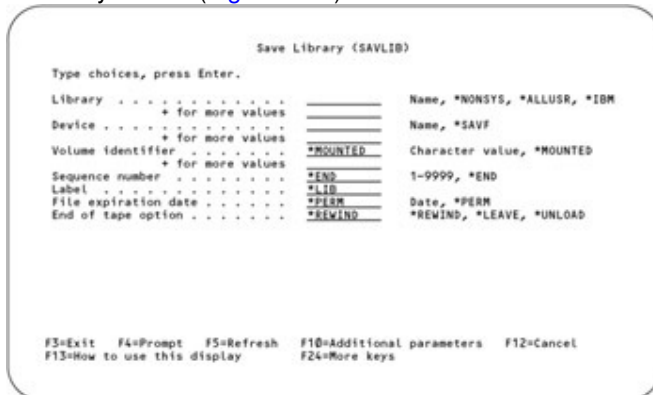 Save Library (SAVLIB)
Type choices, press Enter.
Library . . . . . . . . . . . . Name, *NONSYS, *ALLUSR, *IBM
+ for more values
Device . . . . . . . . . . . . . Name, *SAVF
+ for more values
Volume identifier . . . . . . . *MOUNTED Character value, *MOUNTED
+ for more values
Sequence number . . . . . . . . *END 1-9999, *END
Label . . . . . . . . . . . . . *LIB
File expiration date . . . . . . *PERM Date, *PERM
End of tape option . . . . . . . *REWIND *REWIND, *LEAVE, *UNLOAD
F3=Exit F4=Prompt F5=Refresh F10=Additional parameters F12=Cancel
F13=How to use this display F24=More keys